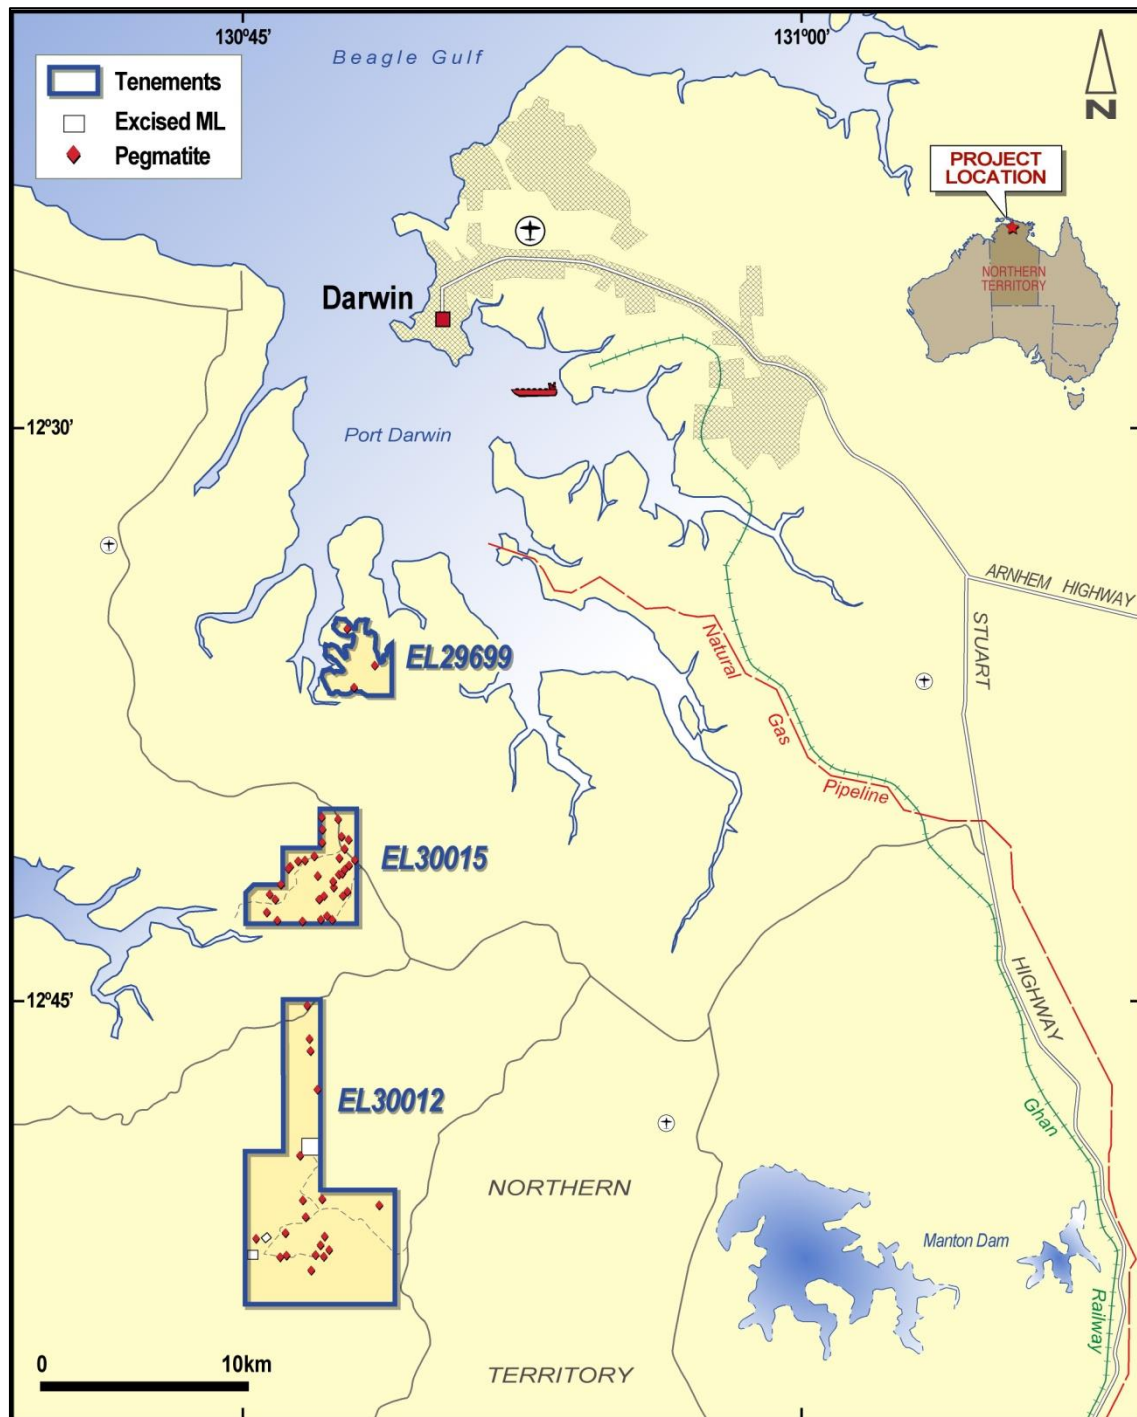 130°45'
131°00'
Beagle Gulf
Tenements
Excised ML
Pegmatite
N
PROJECT
LOCATION
NORTHERN
TERRITORY
Darwin
12°30'
Port Darwin
ARNHEM HIGHWAY
STUART
EL29699
Natural
Gas
Pipeline
EL30015
HIGHWAY
12°45'
EL30012
Ghan
NORTHERN
Manton Dam
Railway
0 10km
TERRITORY